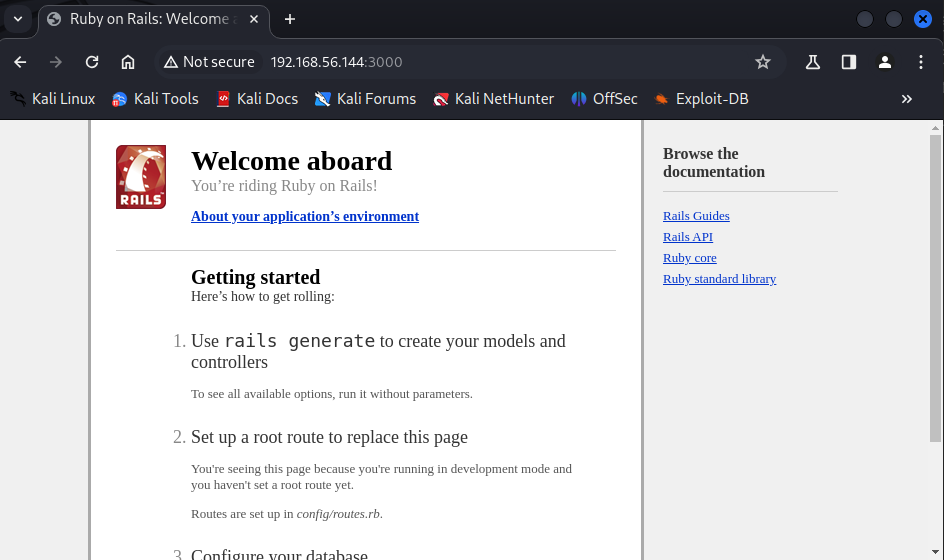 Ruby on Rails: Welcome a
Not secure 192.168.56.144:3000
Kali Linux Kali Tools Kali Docs Kali Forums Kali NetHunter OffSec Exploit-DB
RAILS
Welcome aboard
You’re riding Ruby on Rails!
About your application’s environment
Getting started
Here’s how to get rolling:
1. Use rails generate to create your models and
controllers
To see all available options, run it without parameters.
2. Set up a root route to replace this page
You're seeing this page because you're running in development mode and
you haven't set a root route yet.
Routes are set up in config/routes.rb.
3. Configure your database
Browse the
documentation
Rails Guides
Rails API
Ruby core
Ruby standard library